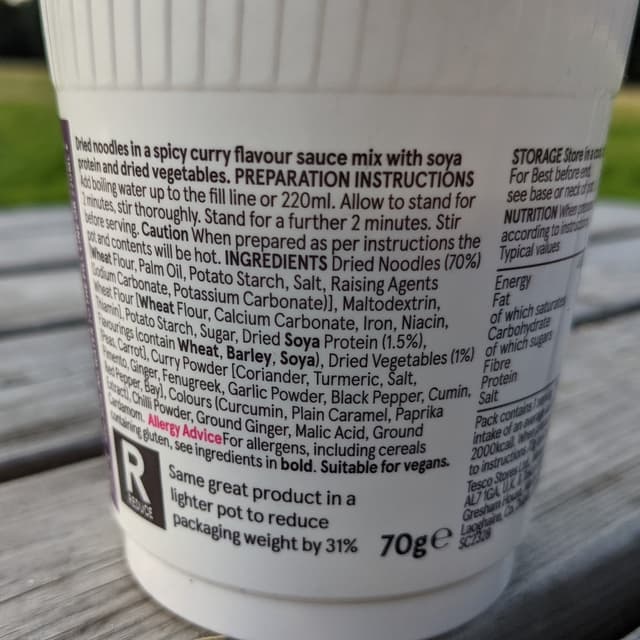 Dried noodles in a spicy curry flavour sauce mix with soya
protein and dried vegetables. PREPARATION INSTRUCTIONS
Add boiling water up to the fill line or 220ml. Allow to stand for
2 minutes, stir thoroughly. Stand for a further 2 minutes. Stir
before serving. Caution When prepared as per instructions the
pot and contents will be hot. INGREDIENTS Dried Noodles (70%)
Wheat Flour, Palm Oil, Potato Starch, Salt, Raising Agents
Sodium Carbonate, Potassium Carbonate)], Maltodextrin,
Wheat Flour [Wheat Flour, Calcium Carbonate, Iron, Niacin,
Potato Starch, Sugar, Dried Soya Protein (1.5%),
Flavourings (contain Wheat, Barley, Soya), Dried Vegetables (1%)
Carrot), Curry Powder [Coriander, Turmeric, Salt,
Pimento, Ginger, Fenugreek, Garlic Powder, Black Pepper, Cumin,
Red Pepper, Bay], Colours (Curcumin, Plain Caramel, Paprika
Extract), Chilli Powder, Ground Ginger, Malic Acid, Ground
Cardamom. Allergy Advice For allergens, including cereals
containing gluten, see ingredients in bold. Suitable for vegans.
R
REDUCE
Same great product in a
lighter pot to reduce
packaging weight by 31%
70g e
STORAGE Store in a
For Best before end,
see base or neck of
NUTRITION When
according to
Typical values
Energy
Fat
of which saturates
Carbohydrate
of which sugars
Fibre
Protein
Salt
Pack contains 1
intake of an
2000kcal.
to
Tesco Stores
AL7 1GA, U.K.
Gresham House
SC2328